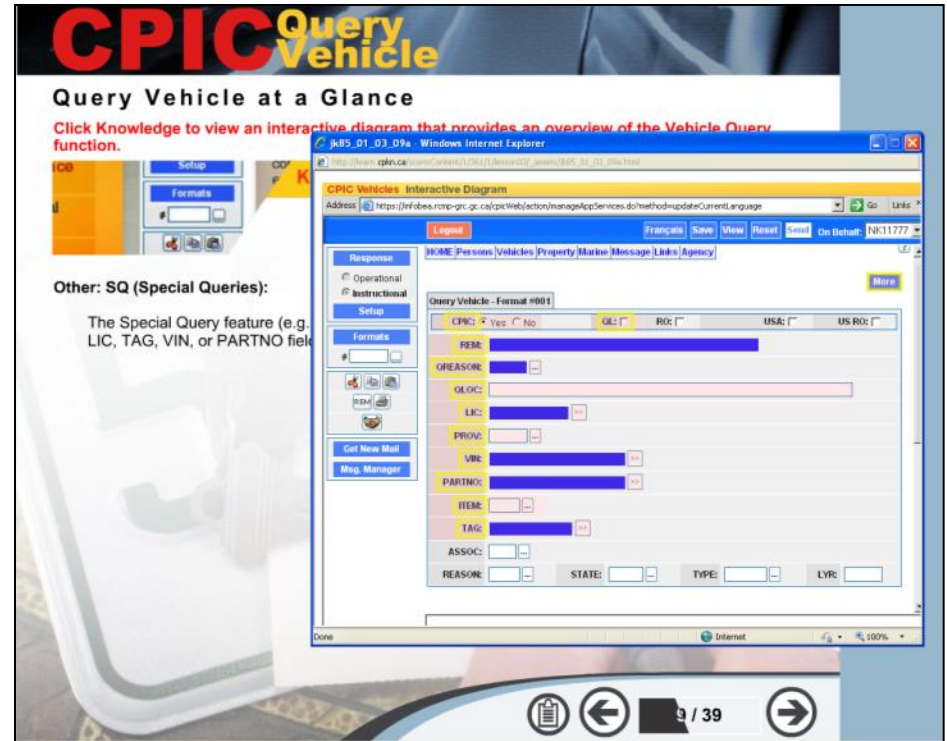 CPIC Query
Vehicle
Query Vehicle at a Glance
Click Knowledge to view an interactive diagram that provides an overview of the Vehicle Query
function.
Setup
Formats
#
K
Other: SQ (Special Queries):
The Special Query feature (e.g.
LIC, TAG, VIN, or PARTNO field
jk85_01_03_09a - Windows Internet Explorer
CPIC Vehicles Interactive Diagram
Address https://infobea.rcmp-grc.gc.ca/cpicWeb/action/manageAppServices.do?method=updateCurrentLanguage Go Links
Logout Français Save View Reset Send On Behalf: NK11777
HOME Persons Vehicles Property Marine Message Links Agency
Response
Operational
Instructional
Setup
Formats
#
REM
Get New Mail
Msg. Manager
More
Query Vehicle - Format #001
CPIC: Yes No QL: RO: USA: US RO:
REM:
OREASON:
QLOC:
LIC: >>
PROV: ...
VIN: >>
PARTNO: >>
ITEM: ...
TAG: >>
ASSOC: ...
REASON: ... STATE: ... TYPE: ... LYR:
Done Internet 100%
9 / 39